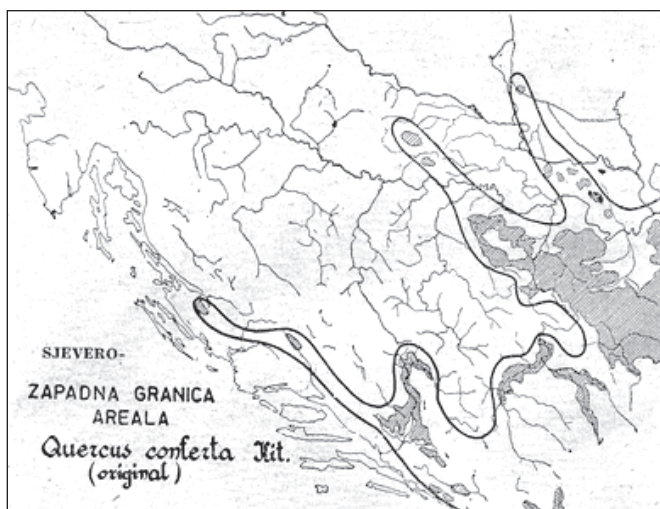 SJEVERO-
ZAPADNA GRANICA
AREALA
Quercus conferta Kit.
(original)